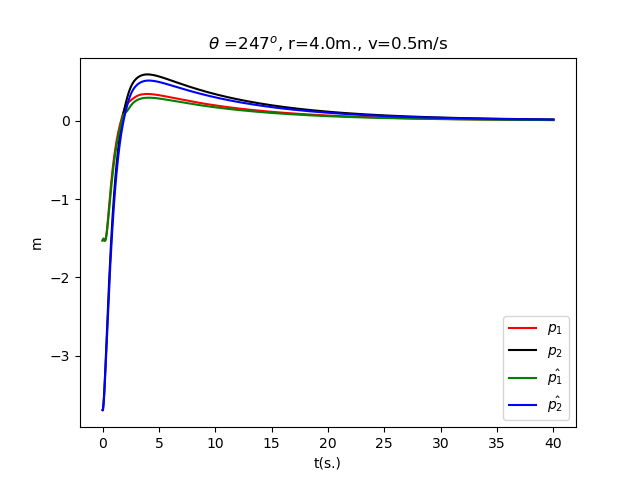 θ =247°, r=4.0m., v=0.5m/s
0
−1
−2
−3
m
p₁
p₂
p̂₁
p̂₂
0 5 10 15 20 25 30 35 40
t(s.)